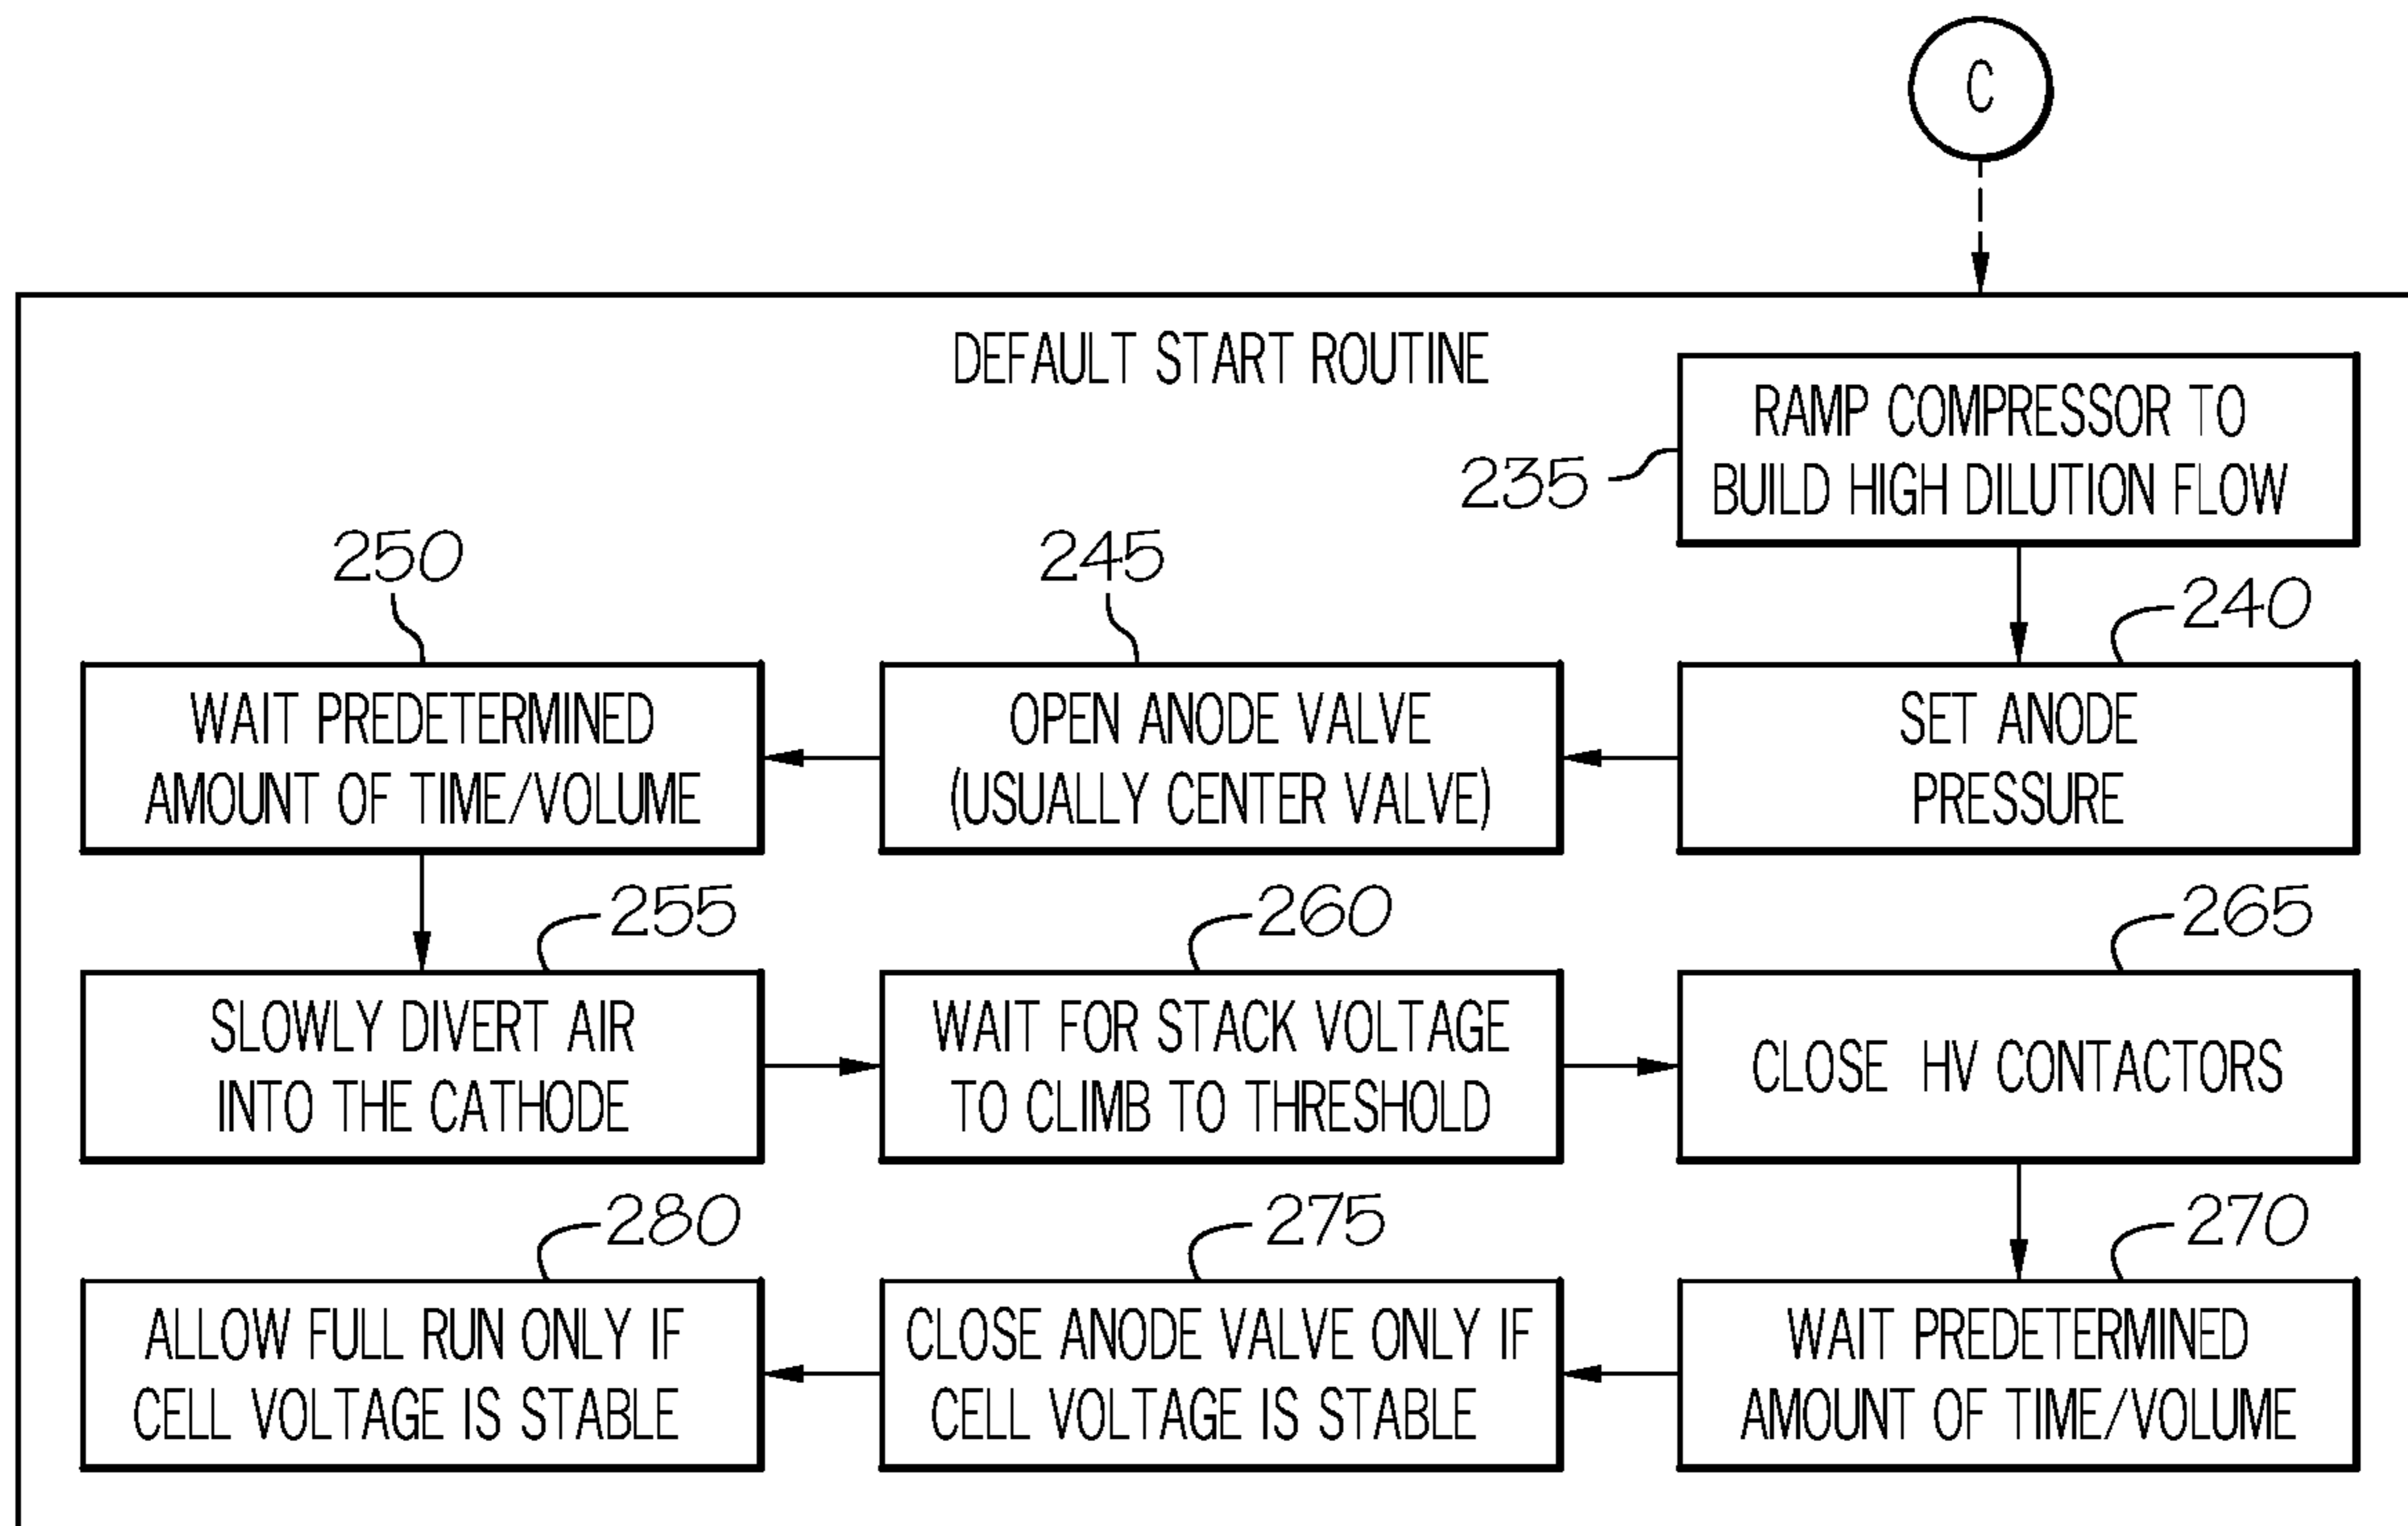 C
DEFAULT START ROUTINE
RAMP COMPRESSOR TO
BUILD HIGH DILUTION FLOW
235
240
SET ANODE
PRESSURE
245
OPEN ANODE VALVE
(USUALLY CENTER VALVE)
250
WAIT PREDETERMINED
AMOUNT OF TIME/VOLUME
255
SLOWLY DIVERT AIR
INTO THE CATHODE
260
WAIT FOR STACK VOLTAGE
TO CLIMB TO THRESHOLD
265
CLOSE HV CONTACTORS
270
WAIT PREDETERMINED
AMOUNT OF TIME/VOLUME
275
CLOSE ANODE VALVE ONLY IF
CELL VOLTAGE IS STABLE
280
ALLOW FULL RUN ONLY IF
CELL VOLTAGE IS STABLE